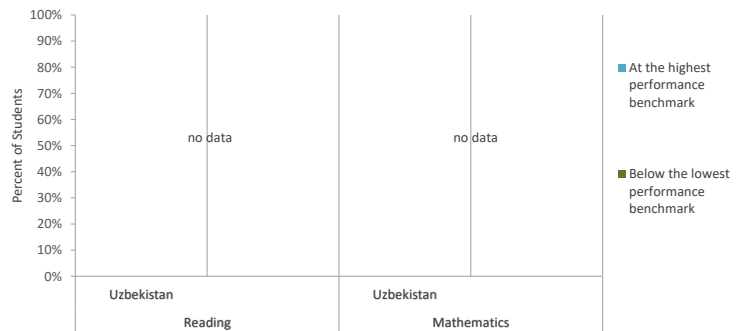 100%
90%
80%
70%
60%
50%
40%
30%
20%
10%
0%
Percent of Students
no data
no data
Uzbekistan
Uzbekistan
Reading
Mathematics
At the highest
performance
benchmark
Below the lowest
performance
benchmark